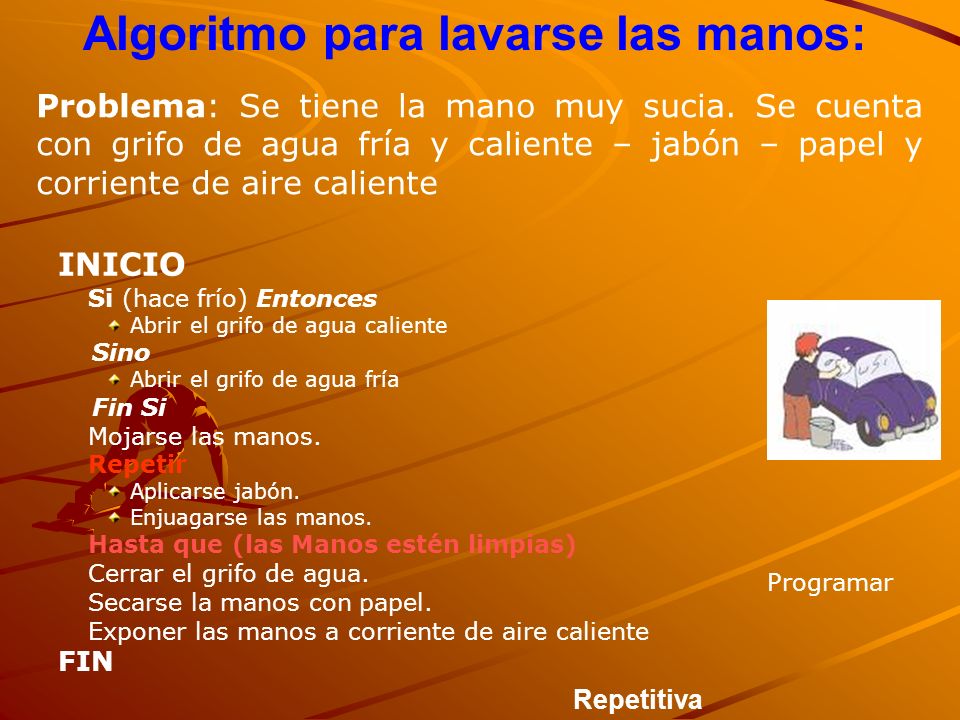 Algoritmo para lavarse las manos:
Problema: Se tiene la mano muy sucia. Se cuenta
con grifo de agua fría y caliente – jabón – papel y
corriente de aire caliente
INICIO
Si (hace frío) Entonces
Abrir el grifo de agua caliente
Sino
Abrir el grifo de agua fría
Fin Si
Mojarse las manos.
Repetir
Aplicarse jabón.
Enjuagarse las manos.
Hasta que (las Manos estén limpias)
Cerrar el grifo de agua.
Secarse la manos con papel.
Exponer las manos a corriente de aire caliente
FIN
Programar
Repetitiva